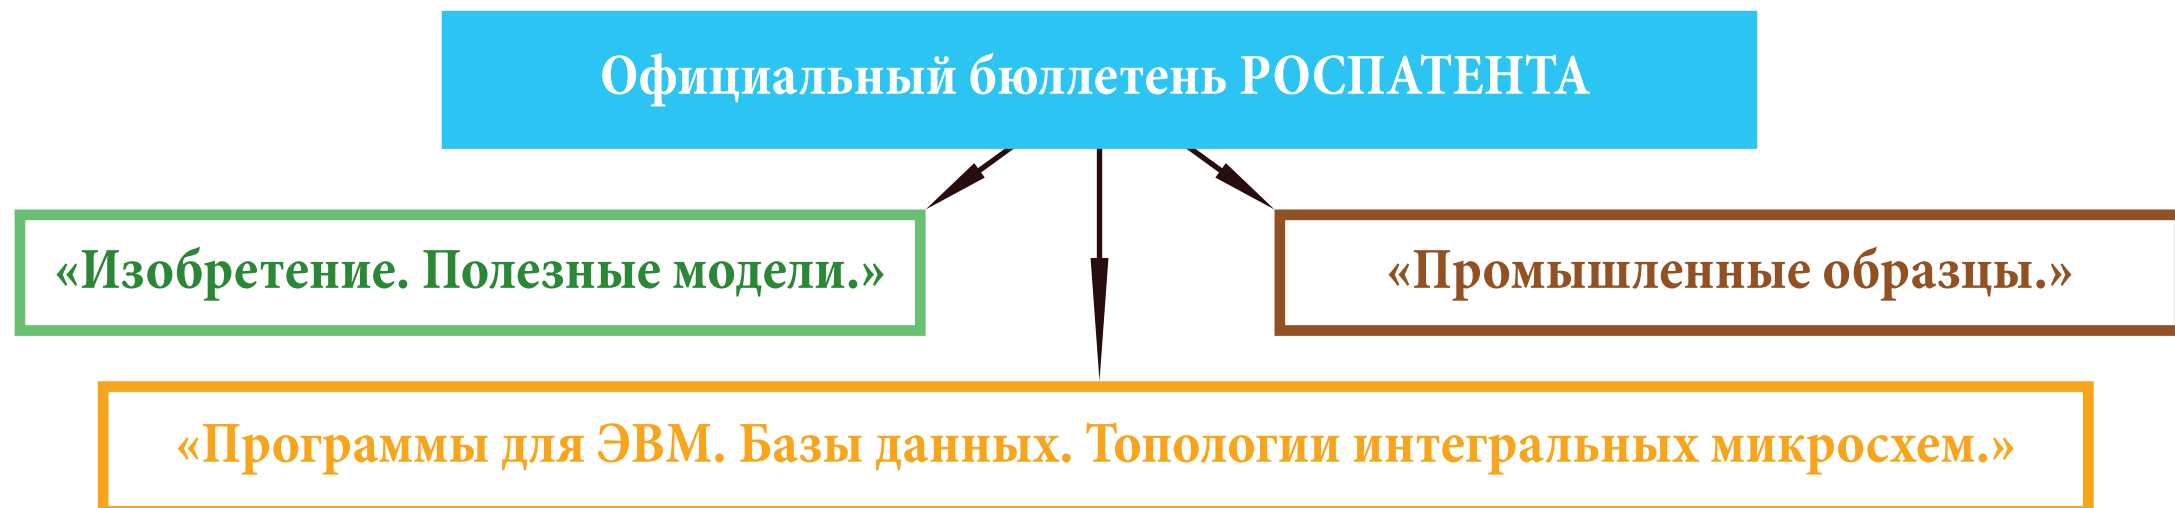 Официальный бюллетень РОСПАТЕНТА
«Изобретение. Полезные модели.»
«Промышленные образцы.»
«Программы для ЭВМ. Базы данных. Топологии интегральных микросхем.»